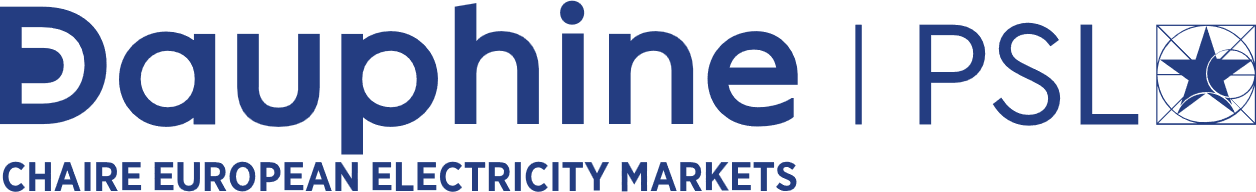 Dauphine | PSL
CHAIRE EUROPEAN ELECTRICITY MARKETS